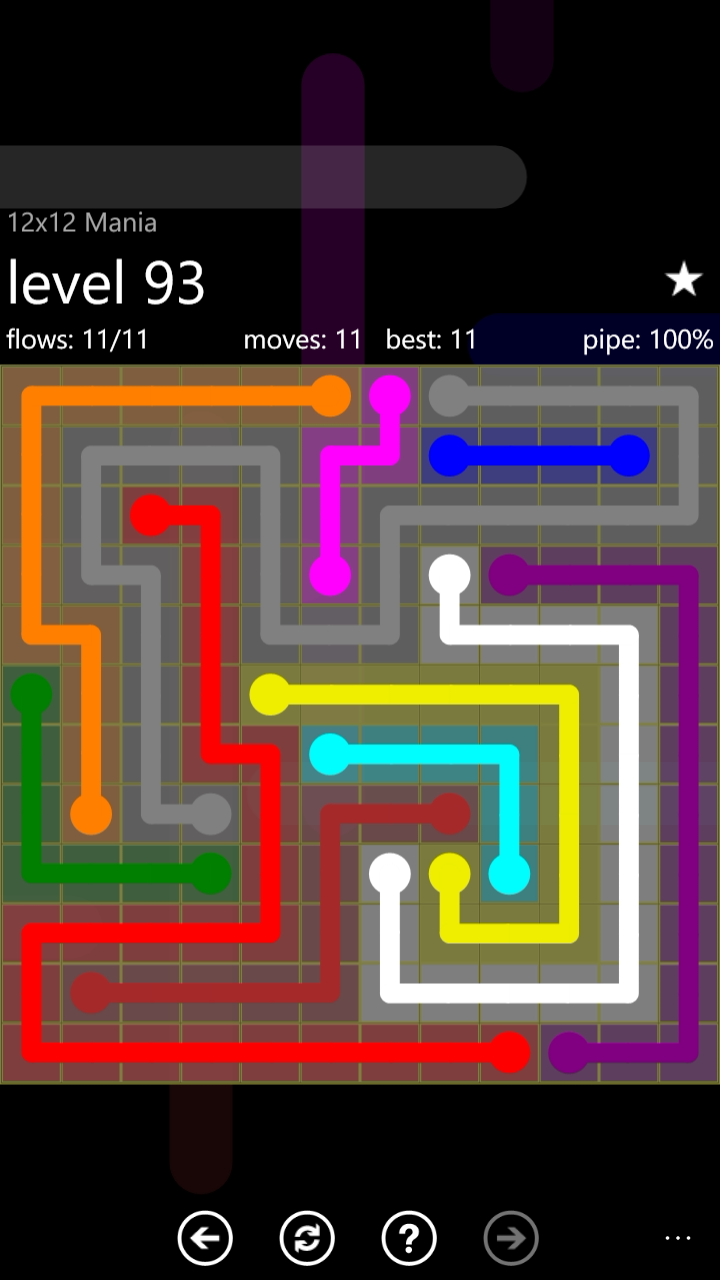 12x12 Mania
level 93
flows: 11/11 moves: 11 best: 11 pipe: 100%
?
...